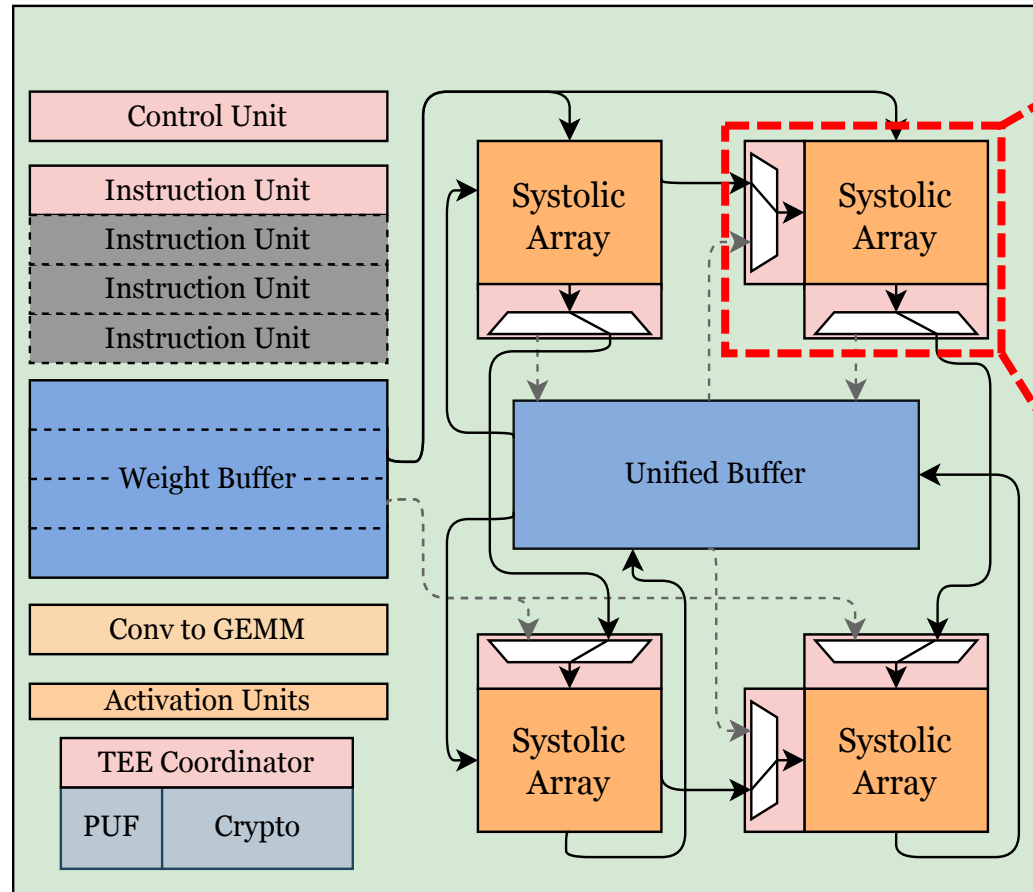 Control Unit
Instruction Unit
Instruction Unit
Instruction Unit
Instruction Unit
Weight Buffer
Conv to GEMM
Activation Units
TEE Coordinator
PUF
Crypto
Systolic
Array
Systolic
Array
Unified Buffer
Systolic
Array
Systolic
Array